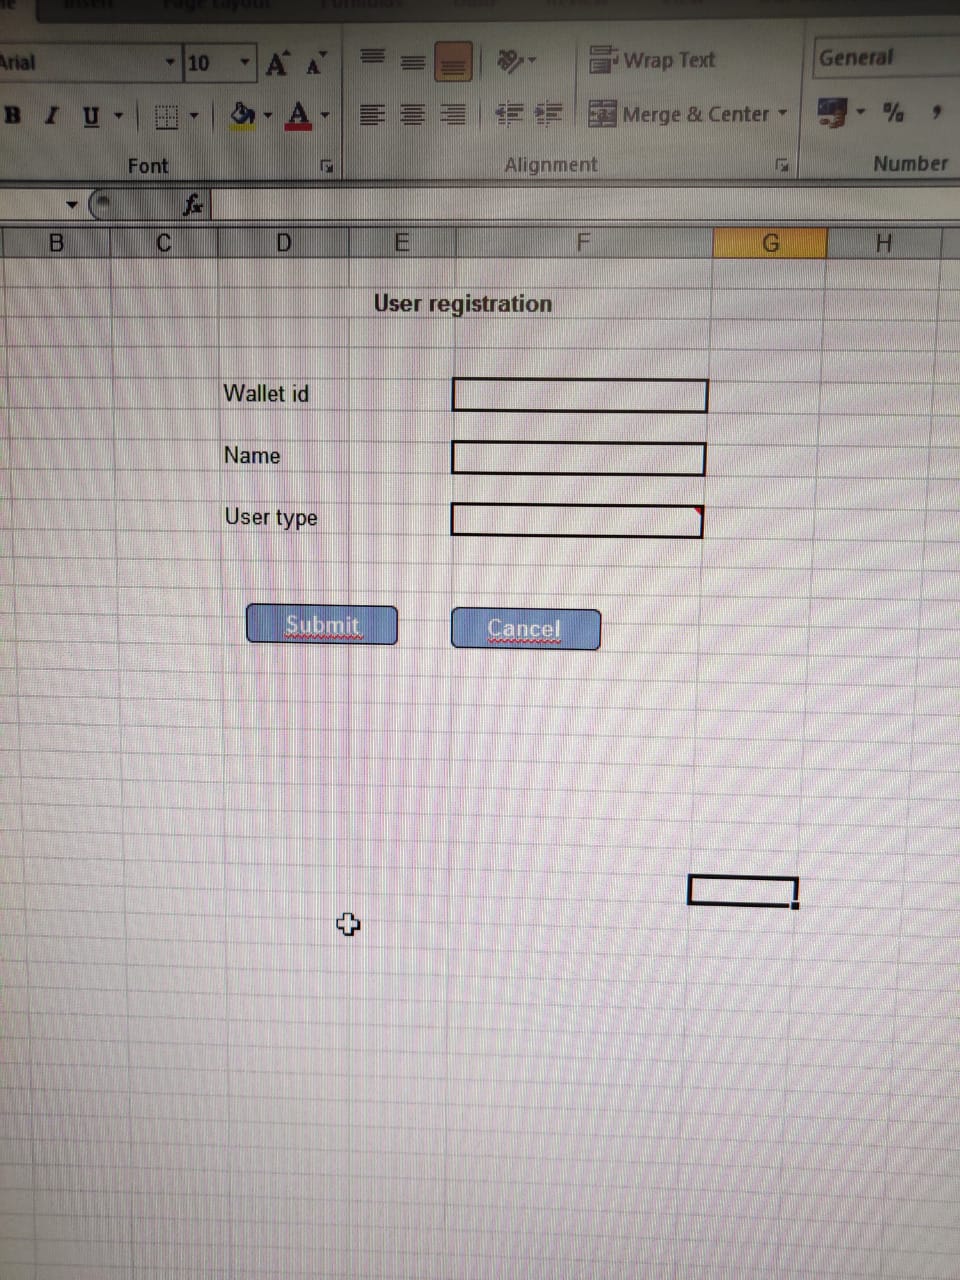 Arial 10 Wrap Text General
B I U A Merge & Center % ,
Font Alignment Number
fx
B C D E F G H
User registration
Wallet id
Name
User type
Submit Cancel